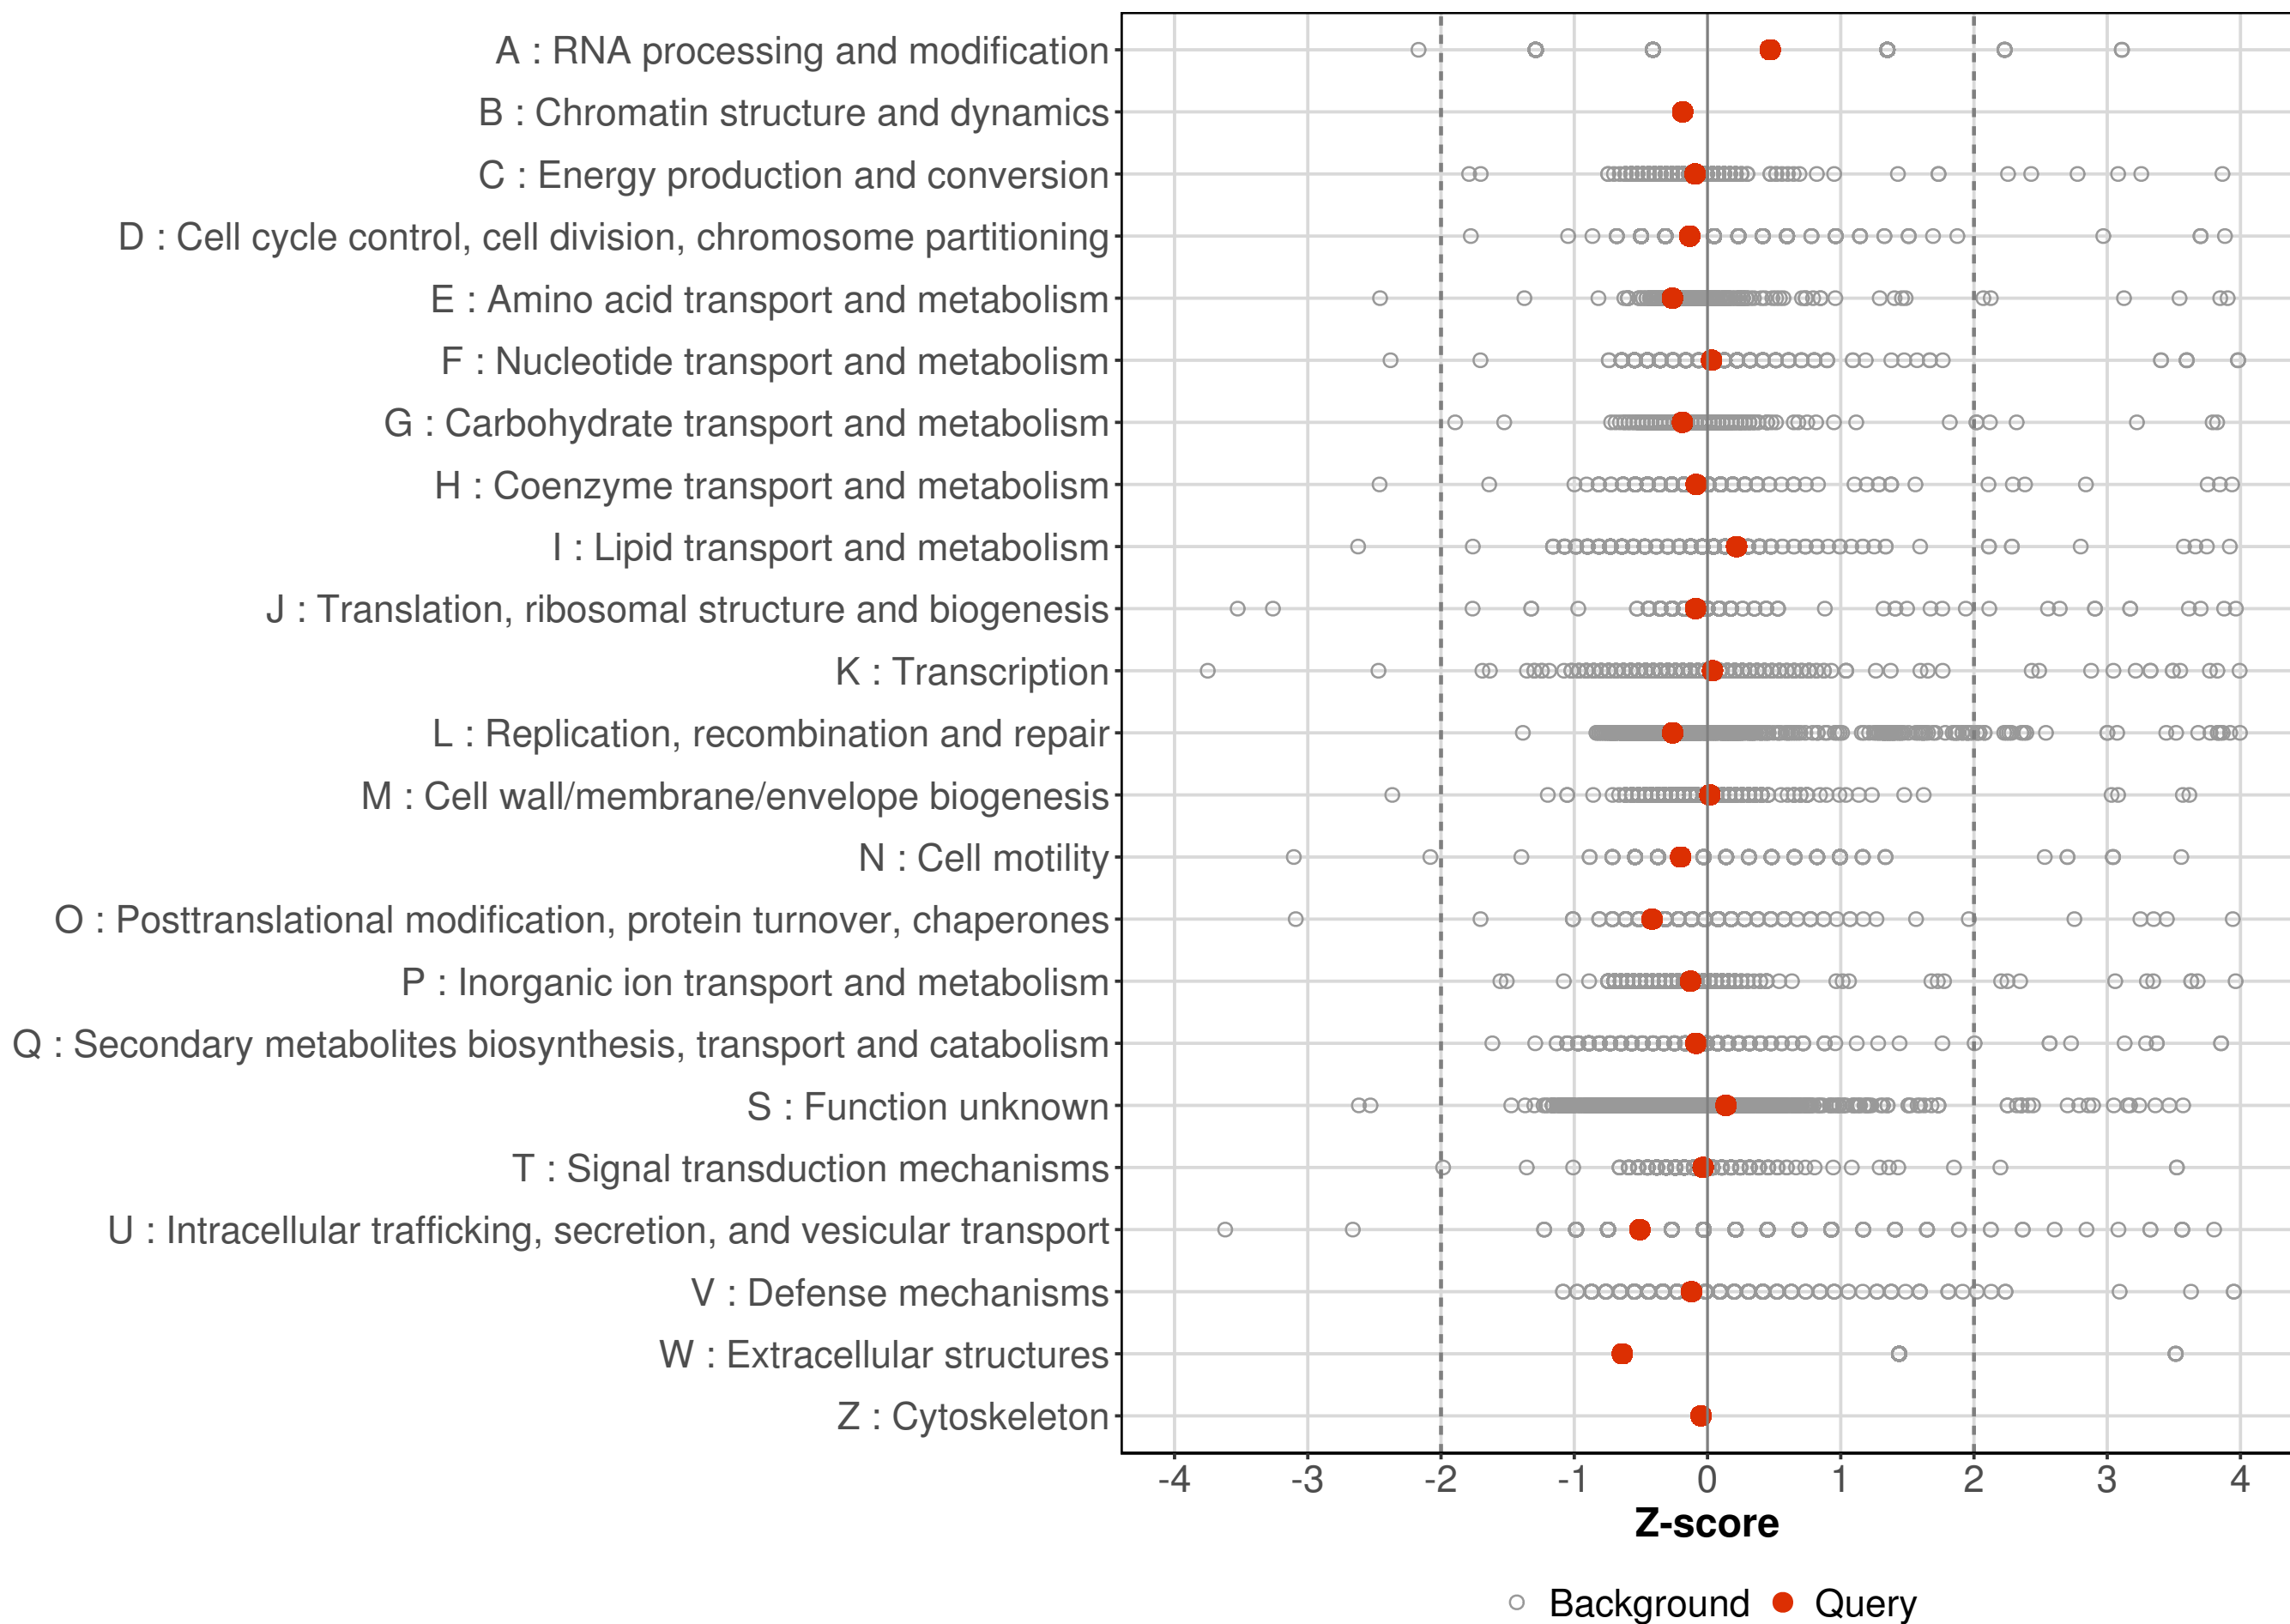 A : RNA processing and modification
B : Chromatin structure and dynamics
C : Energy production and conversion
D : Cell cycle control, cell division, chromosome partitioning
E : Amino acid transport and metabolism
F : Nucleotide transport and metabolism
G : Carbohydrate transport and metabolism
H : Coenzyme transport and metabolism
I : Lipid transport and metabolism
J : Translation, ribosomal structure and biogenesis
K : Transcription
L : Replication, recombination and repair
M : Cell wall/membrane/envelope biogenesis
N : Cell motility
O : Posttranslational modification, protein turnover, chaperones
P : Inorganic ion transport and metabolism
Q : Secondary metabolites biosynthesis, transport and catabolism
S : Function unknown
T : Signal transduction mechanisms
U : Intracellular trafficking, secretion, and vesicular transport
V : Defense mechanisms
W : Extracellular structures
Z : Cytoskeleton
-4 -3 -2 -1 0 1 2 3 4
Z-score
Background Query